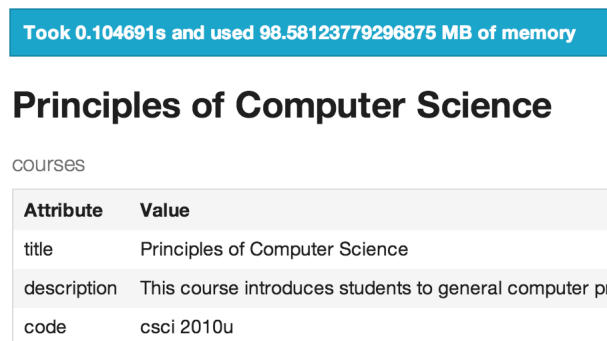 Took 0.104691s and used 98.58123779296875 MB of memory
Principles of Computer Science
courses
Attribute Value
title Principles of Computer Science
description This course introduces students to general computer
code csci 2010u